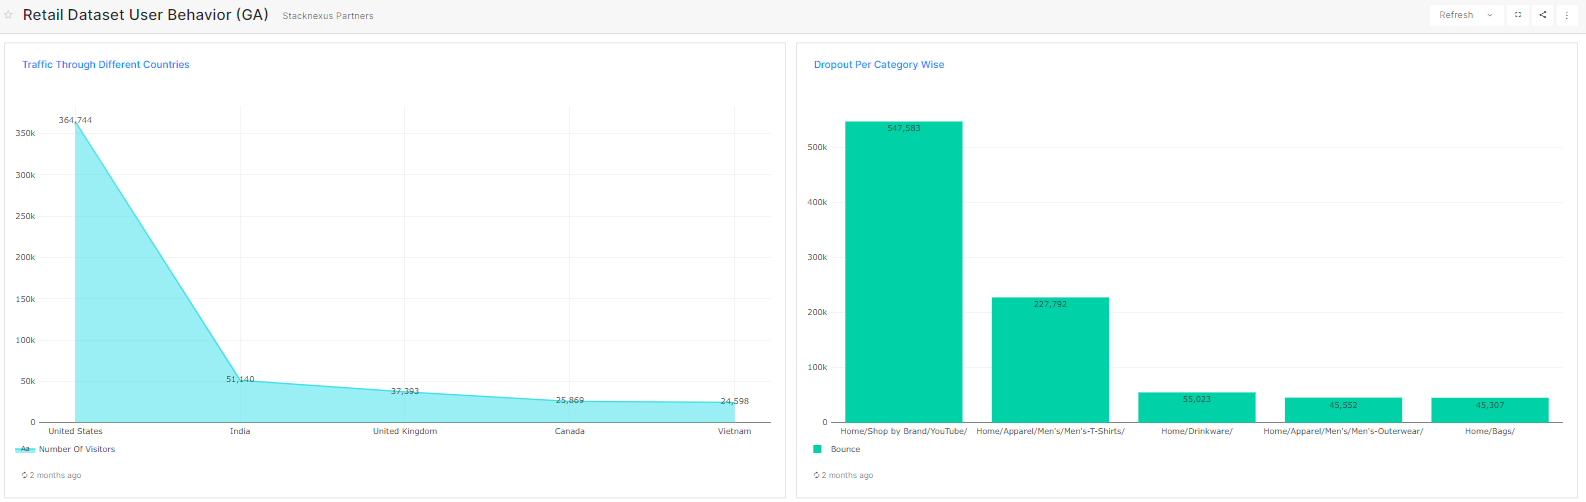 Retail Dataset User Behavior (GA) Stacknexus Partners
Refresh
Traffic Through Different Countries
364,744
350k
300k
250k
200k
150k
100k
50k
0
51,140
37,393
25,869
24,598
United States India United Kingdom Canada Vietnam
Aa Number Of Visitors
2 months ago
Dropout Per Category Wise
547,583
500k
400k
300k
200k
100k
0
227,792
55,023
45,552
45,307
Home/Shop by Brand/YouTube/ Home/Apparel/Men's/Men's-T-Shirts/ Home/Drinkware/ Home/Apparel/Men's/Men's-Outerwear/ Home/Bags/
Bounce
2 months ago